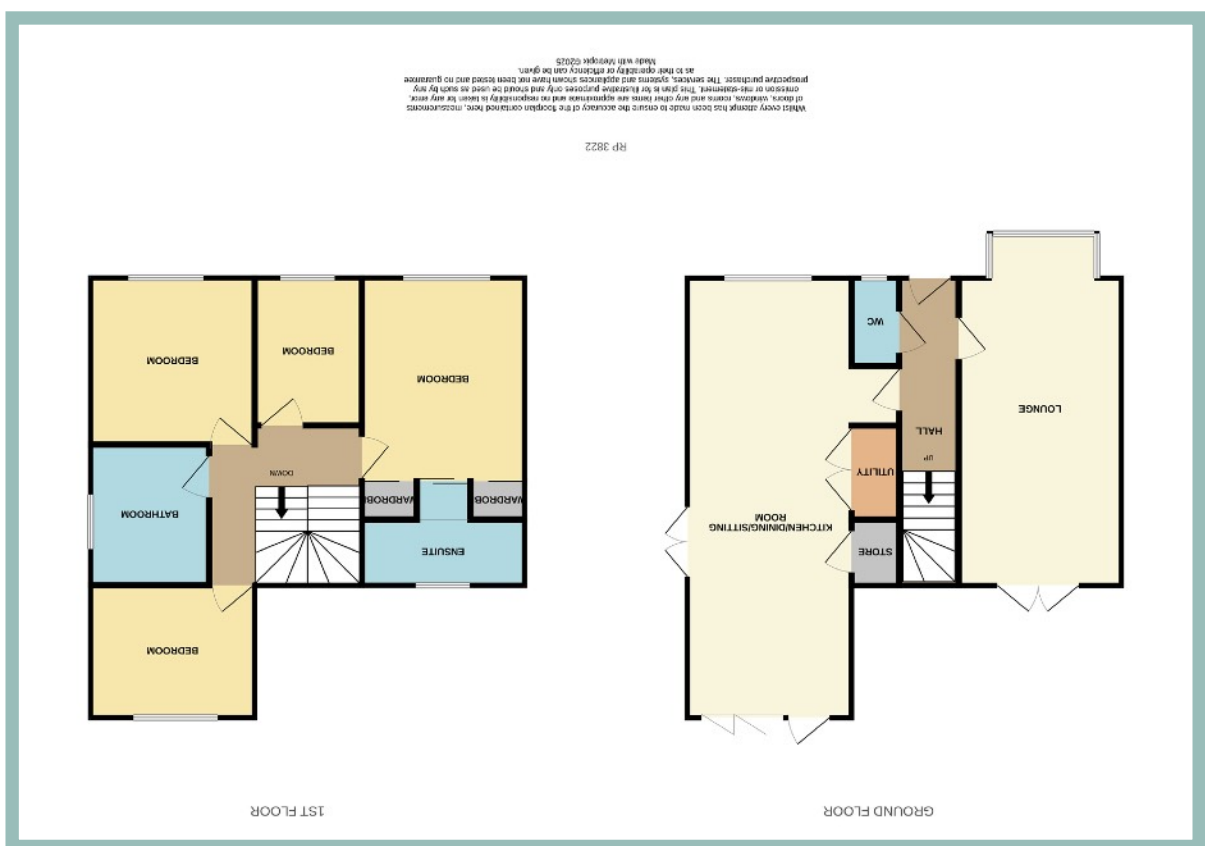 GROUND FLOOR
1ST FLOOR
KITCHEN/DINING/SITTING
ROOM
STORE
UTILITY
WC
UP
HALL
LOUNGE
BEDROOM
ENSUITE
WARDROBE
WARDROBE
BEDROOM
DOWN
BEDROOM
BATHROOM
BEDROOM
RP 3822
Whilst every attempt has been made to ensure the accuracy of the floorplan contained here, measurements
of doors, windows, rooms and any other items are approximate and no responsibility is taken for any error,
omission or mis-statement. This plan is for illustrative purposes only and should be used as such by any
prospective purchaser. The services, systems and appliances shown have not been tested and no guarantee
as to their operability or efficiency can be given.
Made with Metropix ©2025